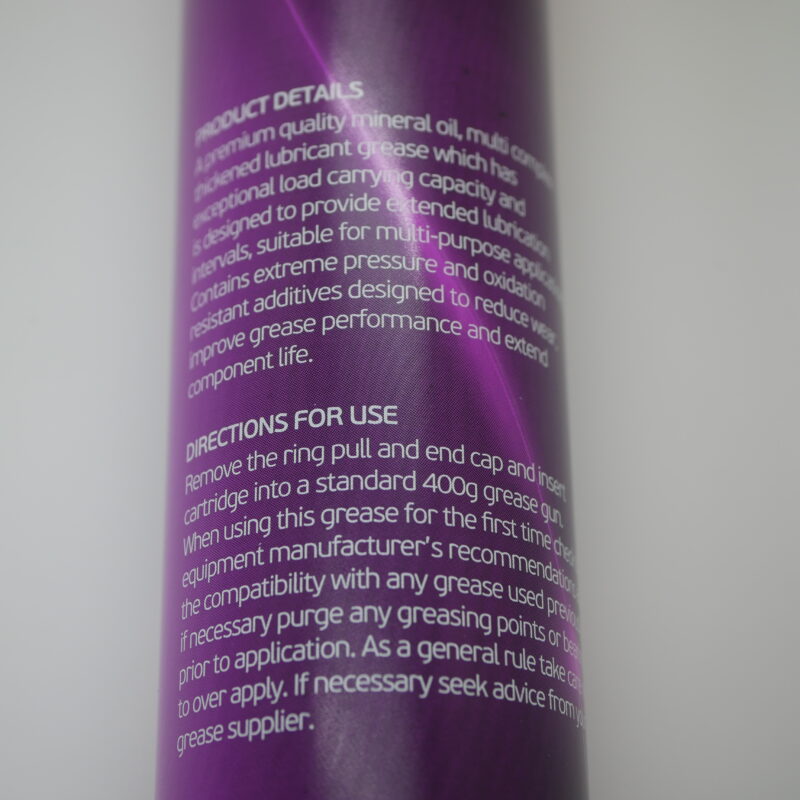 PRODUCT DETAILS
A premium quality mineral oil, multi
thickened lubricant grease which has
exceptional load carrying capacity and
is designed to provide extended lubrication
intervals, suitable for multi-purpose
Contains extreme pressure and oxidation
resistant additives designed to reduce wear,
improve grease performance and extend
component life.
DIRECTIONS FOR USE
Remove the ring pull and end cap and insert
cartridge into a standard 400g grease gun.
When using this grease for the first time
equipment manufacturer's
the compatibility with any grease used
if necessary purge any greasing points or
prior to application. As a general rule take
to over apply. If necessary seek advice from
grease supplier.